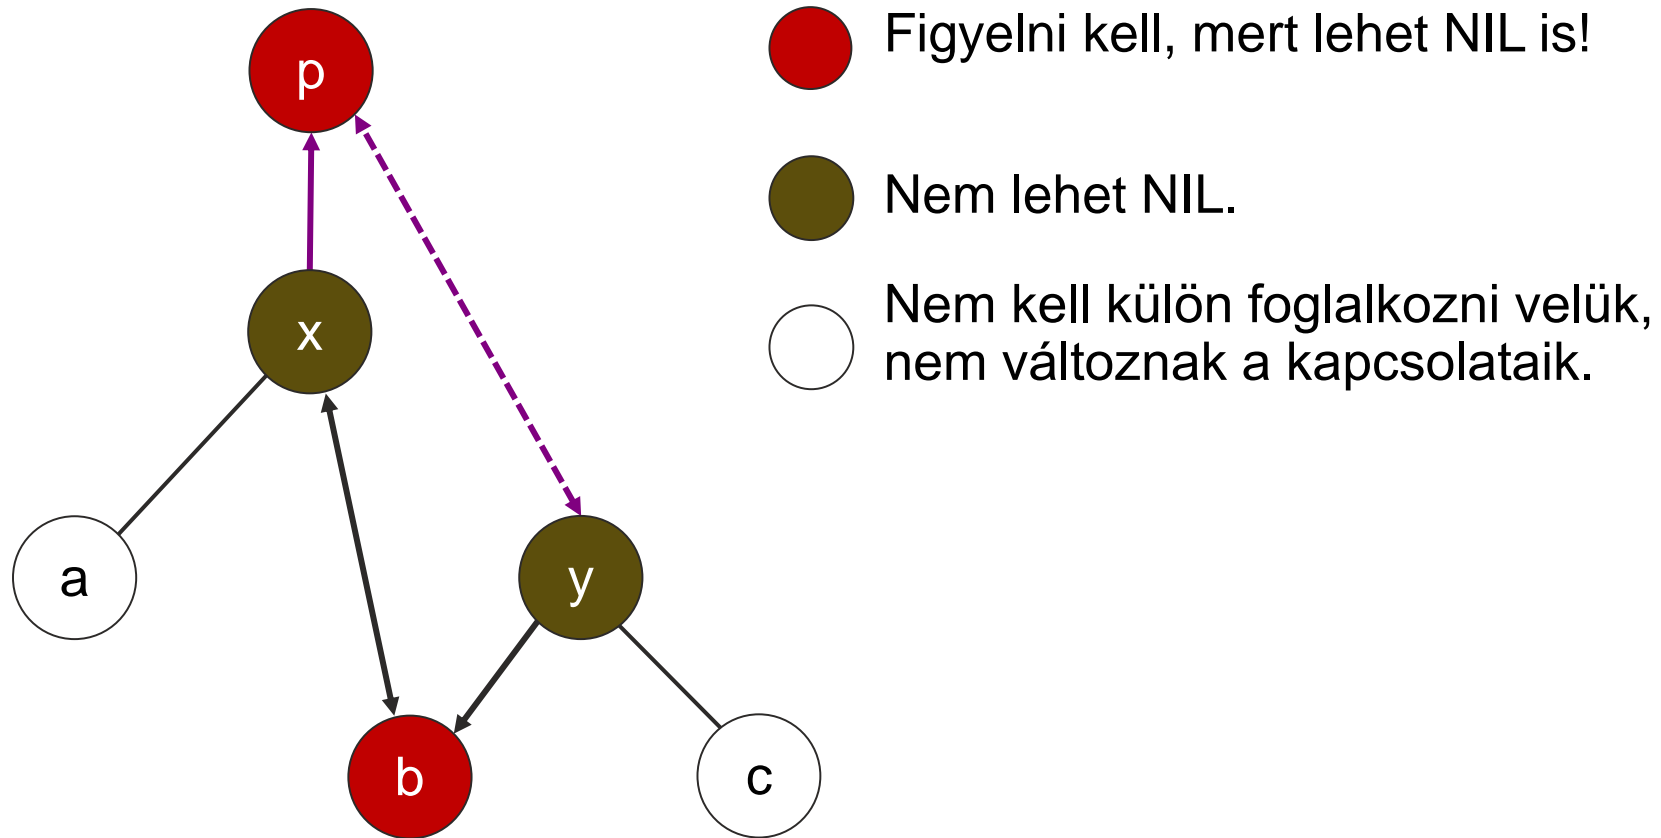 p
Figyelni kell, mert lehet NIL is!
Nem lehet NIL.
x
Nem kell külön foglalkozni velük,
nem változnak a kapcsolataik.
a
y
b
c